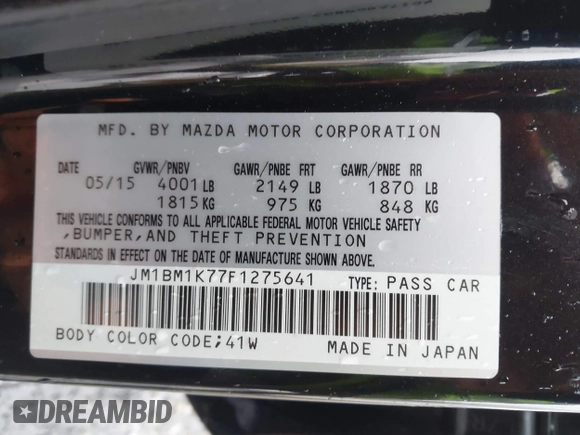 MFD. BY MAZDA MOTOR CORPORATION
DATE GVWR/PNBV GAWR/PNBE FRT GAWR/PNBE RR
05/15 4001 LB 2149 LB 1870 LB
1815 KG 975 KG 848 KG
THIS VEHICLE CONFORMS TO ALL APPLICABLE FEDERAL MOTOR VEHICLE SAFETY
,BUMPER,AND THEFT PREVENTION
STANDARDS IN EFFECT ON THE DATE OF MANUFACTURE SHOWN ABOVE.
JM1BM1K77F1275641 TYPE: PASS CAR
BODY COLOR CODE;41W MADE IN JAPAN
DREAMBID